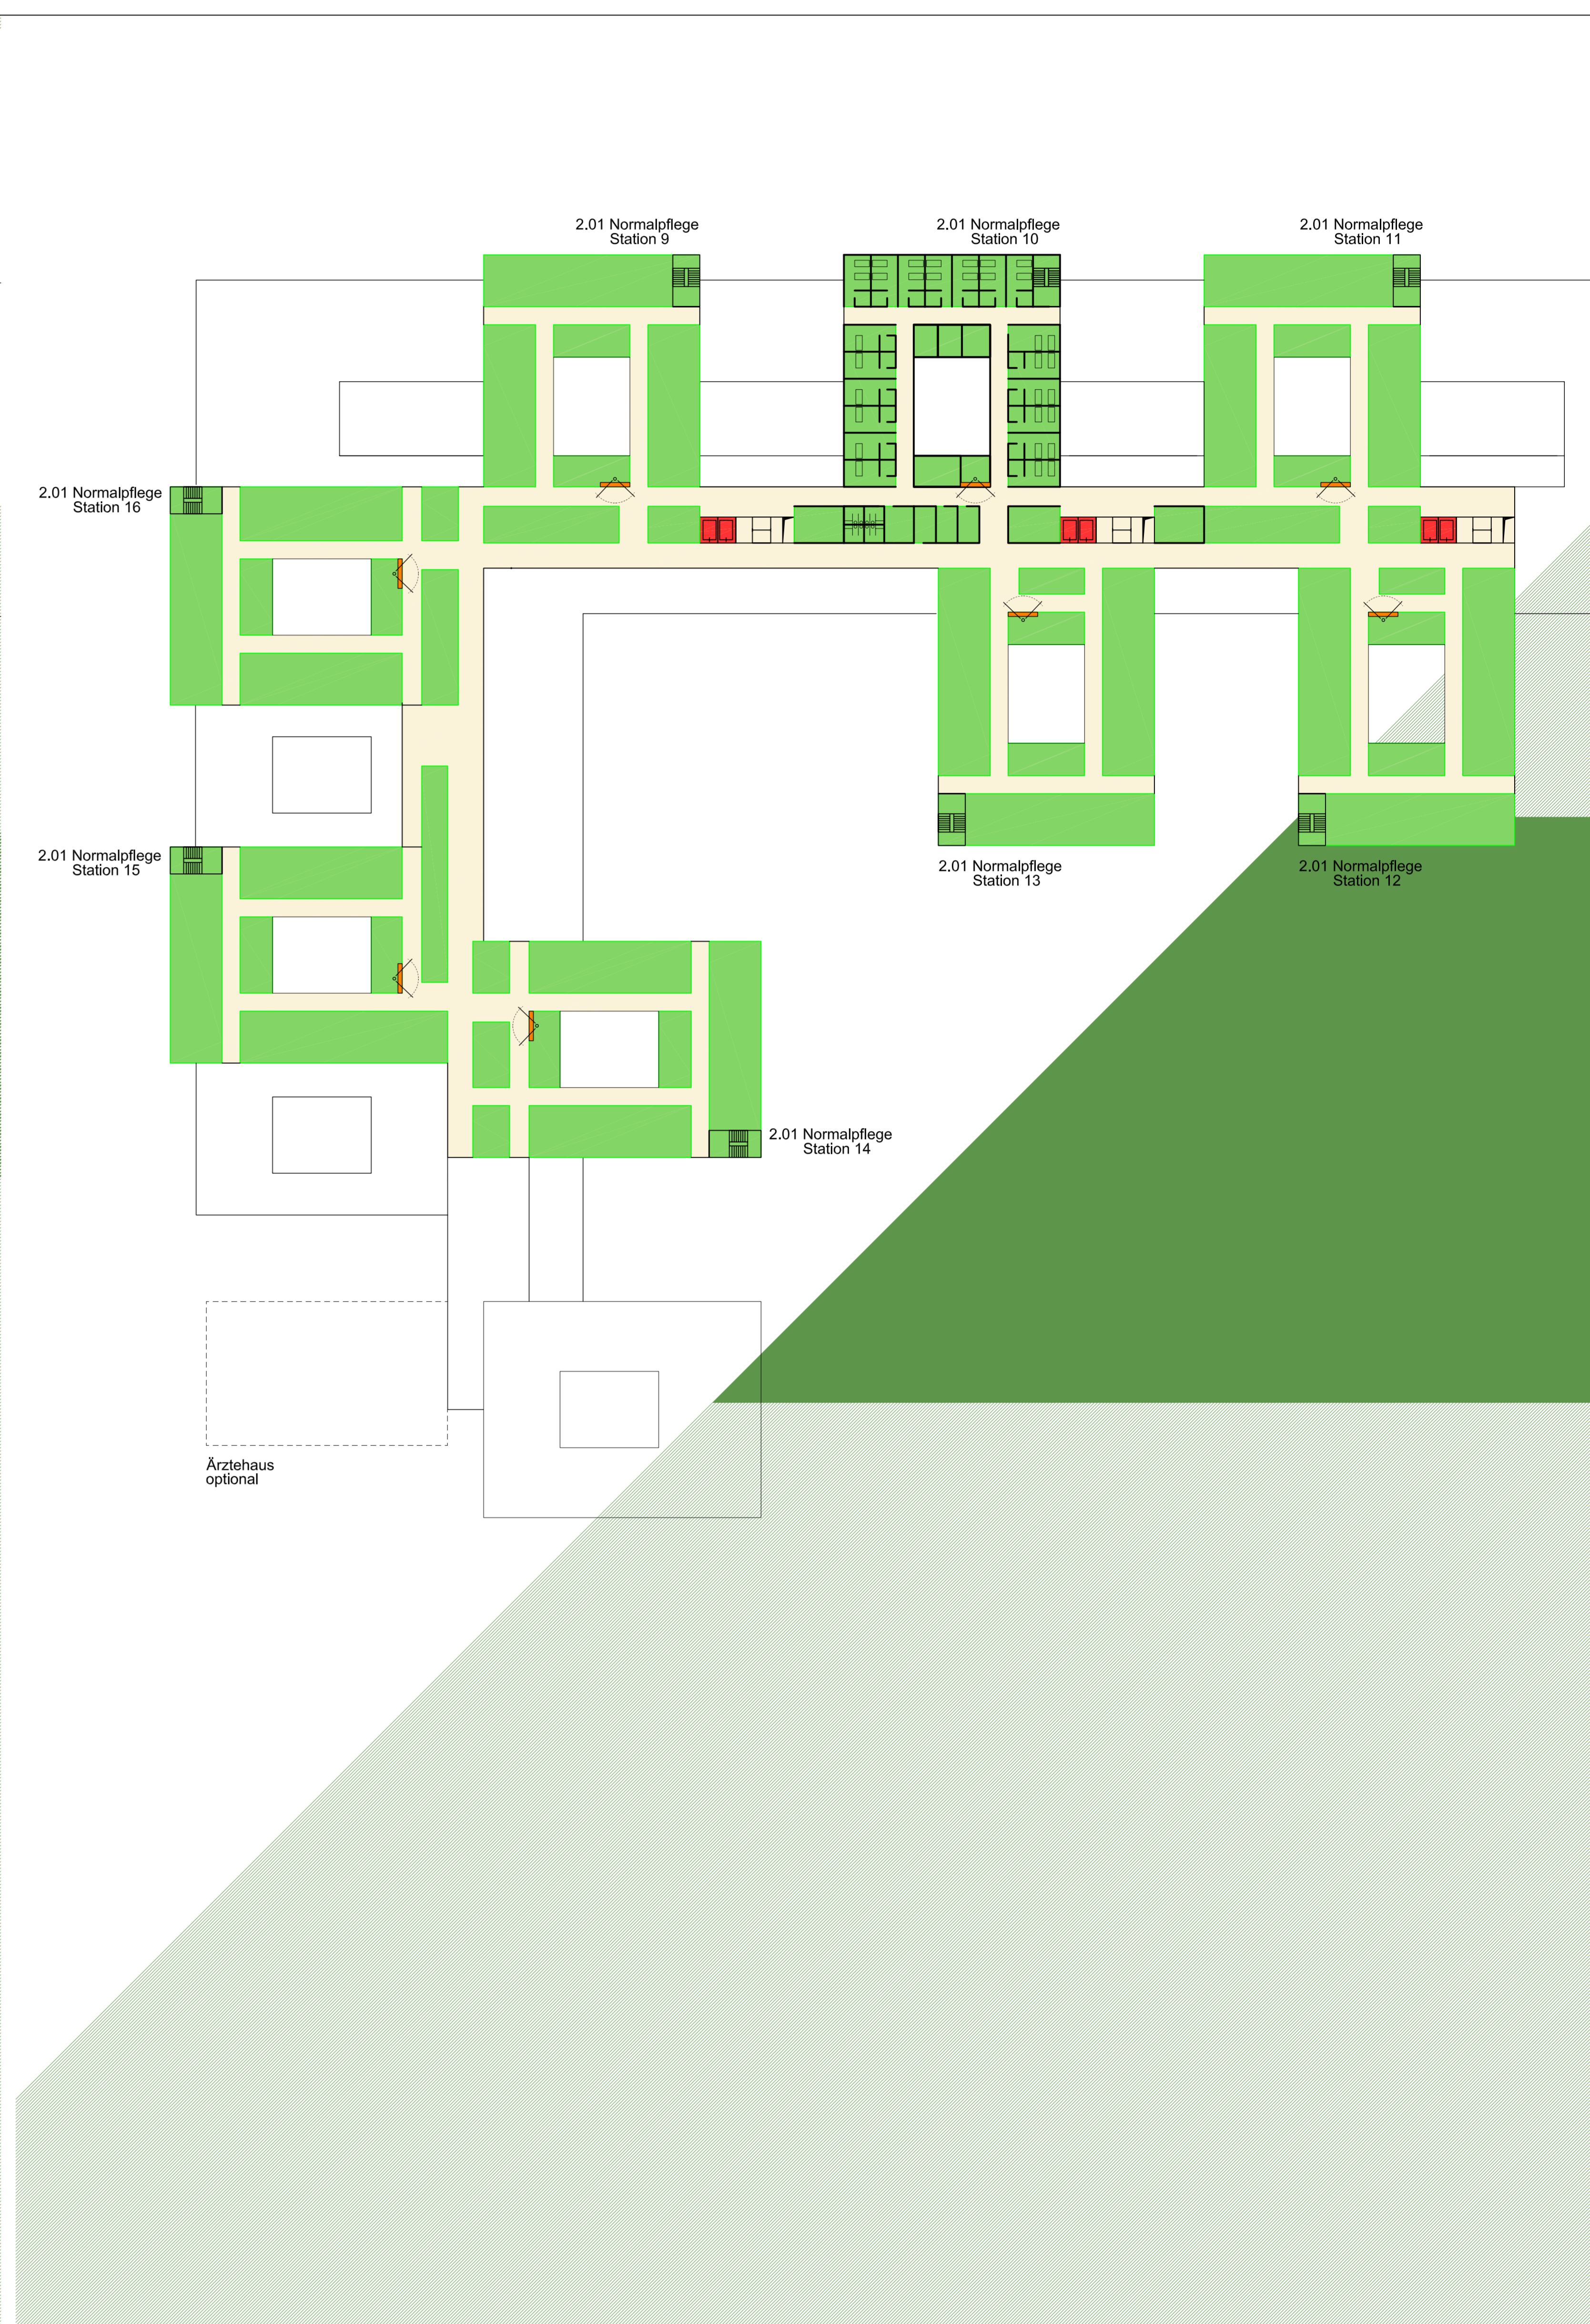 2.01 Normalpflege
Station 9
2.01 Normalpflege
Station 10
2.01 Normalpflege
Station 11
2.01 Normalpflege
Station 16
2.01 Normalpflege
Station 15
2.01 Normalpflege
Station 13
2.01 Normalpflege
Station 12
2.01 Normalpflege
Station 14
Ärztehaus
optional